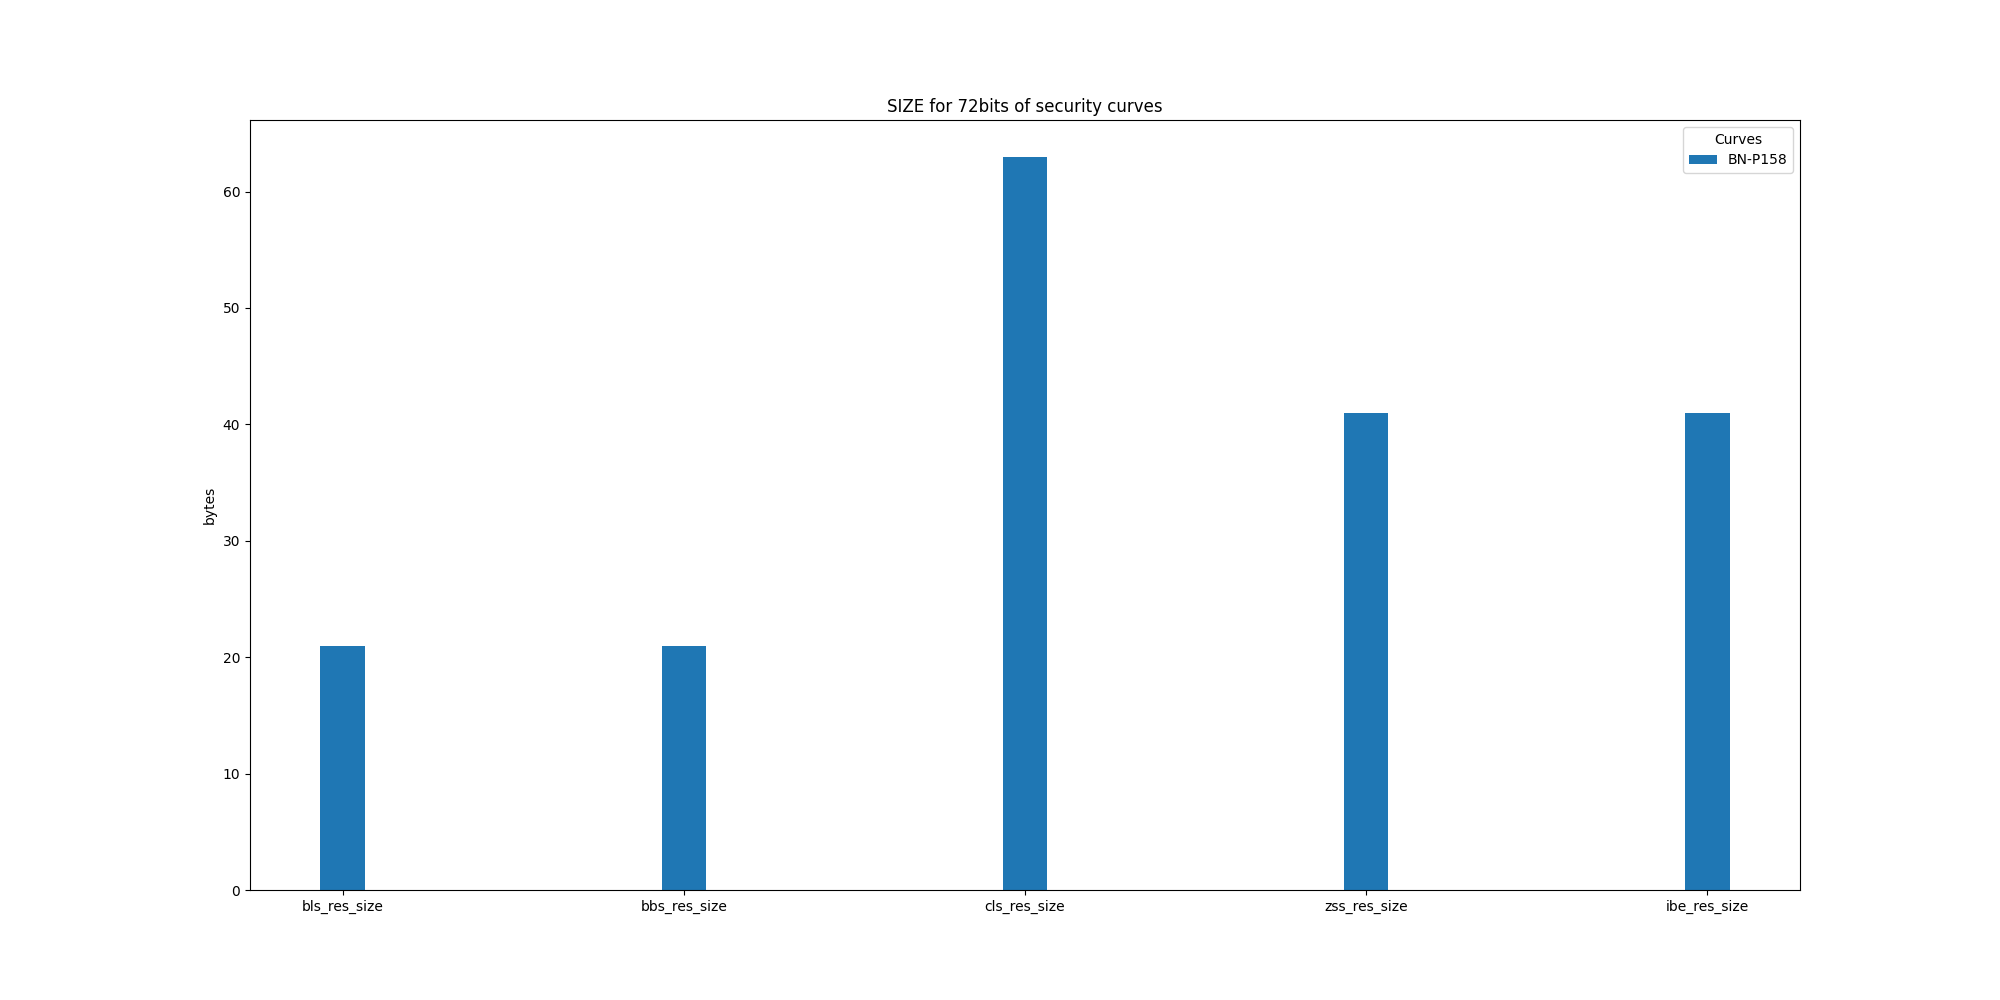 SIZE for 72bits of security curves
Curves
BN-P158
60
50
40
30
20
10
0
bytes
bls_res_size
bbs_res_size
cls_res_size
zss_res_size
ibe_res_size